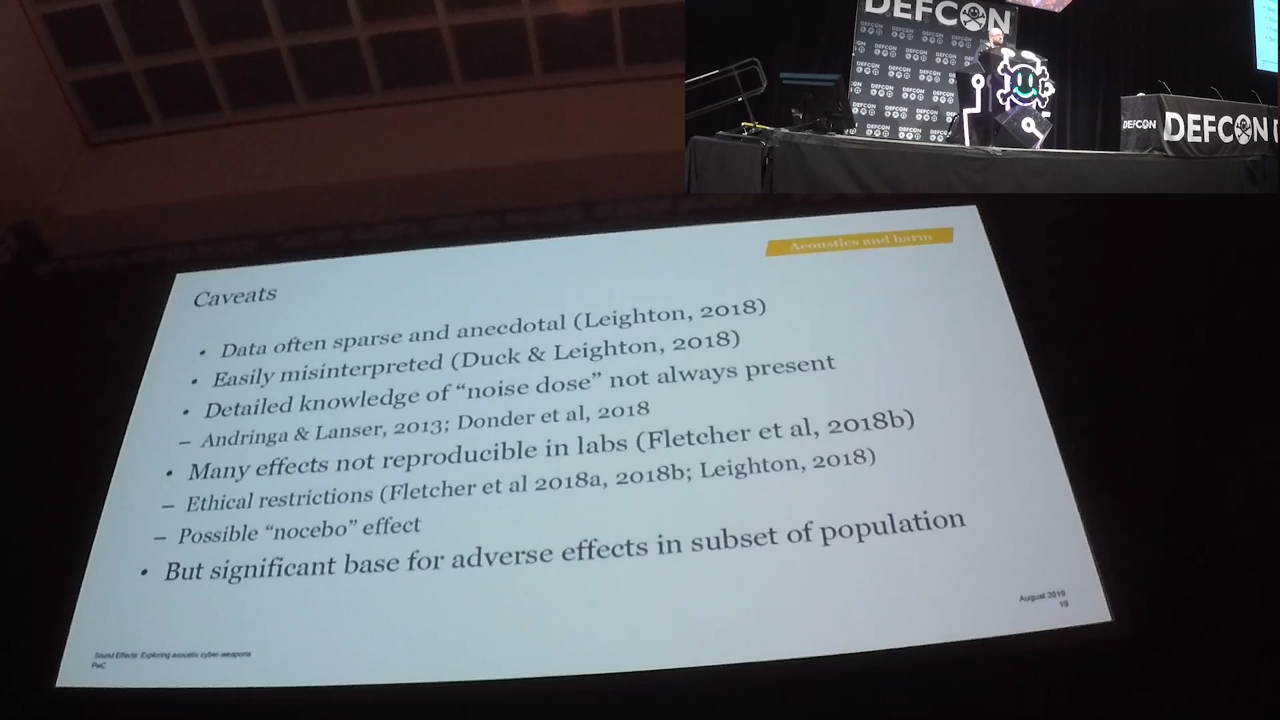 DEFCON
DEFCON
DEFCON
Acoustics and harm
Caveats
• Data often sparse and anecdotal (Leighton, 2018)
• Easily misinterpreted (Duck & Leighton, 2018)
• Detailed knowledge of “noise dose” not always present
– Andringa & Lanser, 2013; Donder et al, 2018
• Many effects not reproducible in labs (Fletcher et al, 2018b)
– Ethical restrictions (Fletcher et al 2018a, 2018b; Leighton, 2018)
– Possible “nocebo” effect
• But significant base for adverse effects in subset of population
August 2019
19
Sound Effects: Exploring acoustic cyber-weapons
PwC